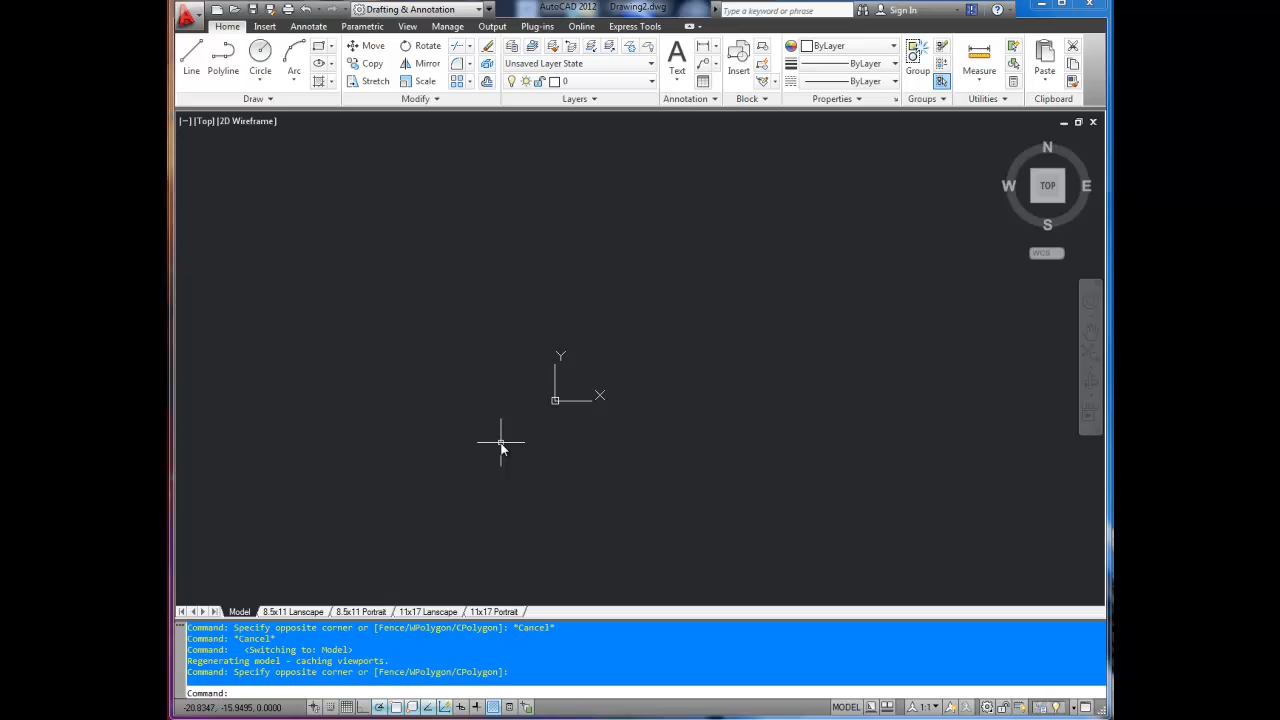 Drafting & Annotation
AutoCAD 2012 Drawing2.dwg
Type a keyword or phrase
Sign In
Home Insert Annotate Parametric View Manage Output Plug-ins Online Express Tools
Line
Polyline
Circle
Arc
Move
Rotate
Copy
Mirror
Stretch
Scale
Unsaved Layer State
0
Text
Insert
ByLayer
ByLayer
ByLayer
Group
Measure
Paste
Draw
Modify
Layers
Annotation
Block
Properties
Groups
Utilities
Clipboard
[−] [Top] [2D Wireframe]
N
W
TOP
E
S
WCS
Y
X
Model 8.5x11 Lanscape 8.5x11 Portrait 11x17 Landscape 11x17 Portrait
Command: Specify opposite corner or [Fence/WPolygon/CPolygon]: *Cancel*
Command: *Cancel*
Command: <Switching to: Model>
Regenerating model - caching viewports.
Command: Specify opposite corner or [Fence/WPolygon/CPolygon]:
Command:
-20.8347, -15.9495, 0.0000
MODEL
1:1